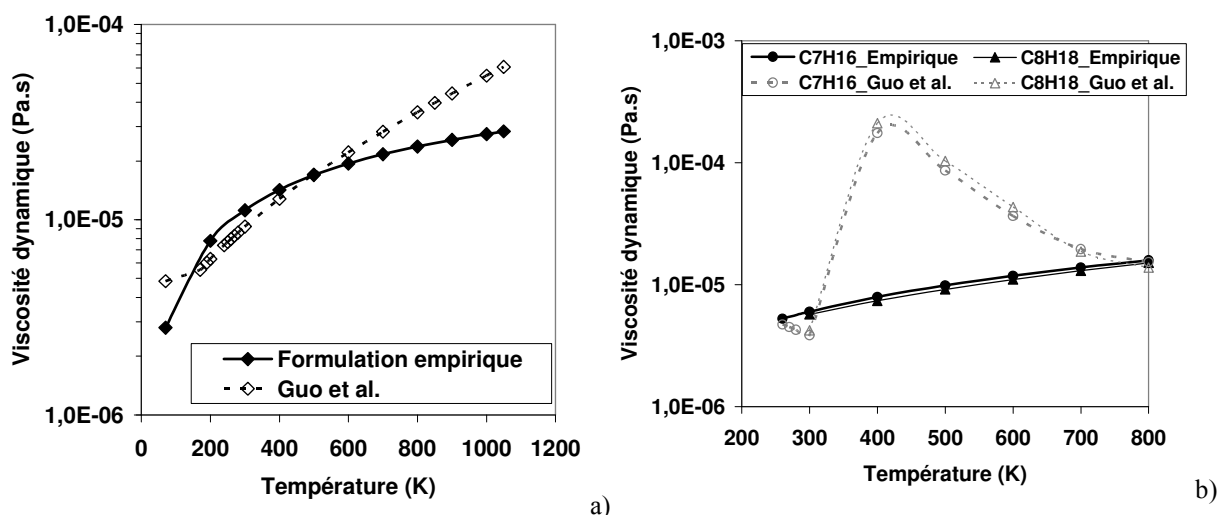 1,0E-04
1,0E-05
1,0E-06
Viscosité dynamique (Pa.s)
0 200 400 600 800 1000 1200
Température (K)
Formulation empirique
Guo et al.
a)
1,0E-03
1,0E-04
1,0E-05
1,0E-06
Viscosité dynamique (Pa.s)
C7H16_Empirique C8H18_Empirique
C7H16_Guo et al. C8H18_Guo et al.
200 300 400 500 600 700 800
Température (K)
b)